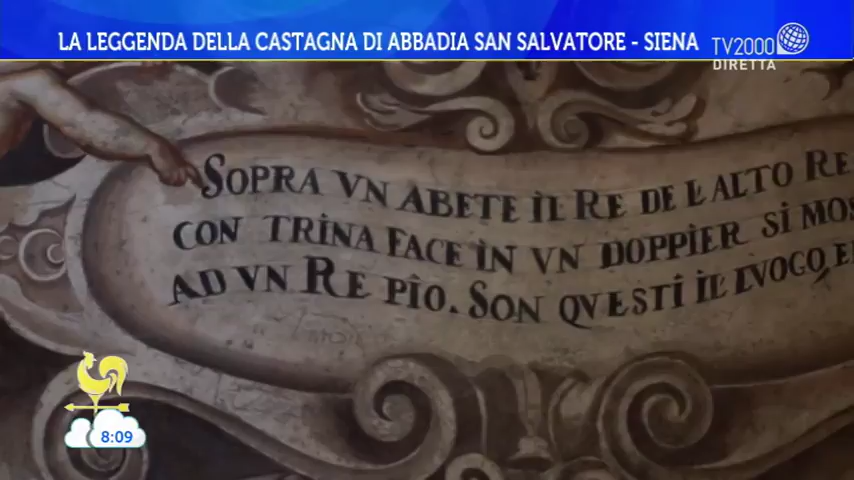 LA LEGGENDA DELLA CASTAGNA DI ABBADIA SAN SALVATORE - SIENA
TV2000
DIRETTA
SOPRA VN ABETE IL RE DE L'ALTO RE
CON TRINA FACE IN VN DOPPIER SI MOS
AD VN RE PIO. SON QVESTI IL LVOGO, E
8:09